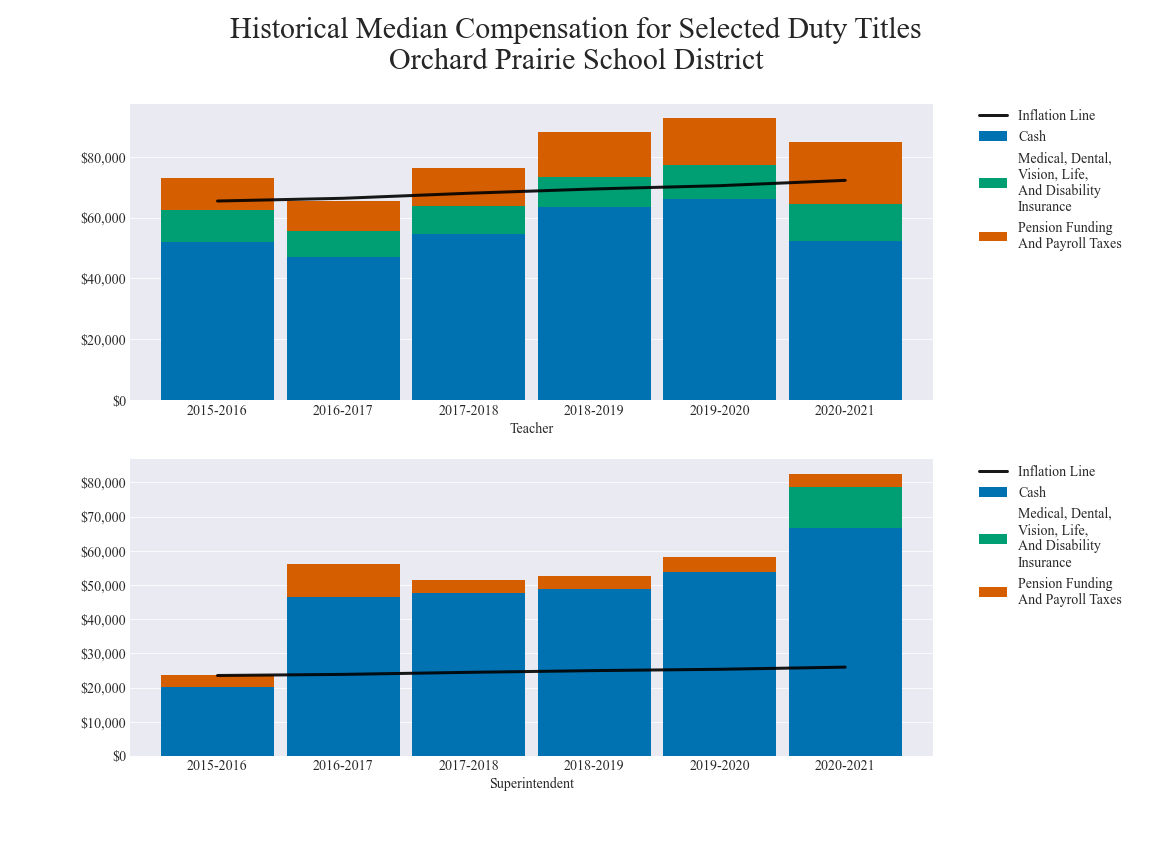 Historical Median Compensation for Selected Duty Titles
Orchard Prairie School District
$80,000
$60,000
$40,000
$20,000
$0
2015-2016
2016-2017
2017-2018
2018-2019
2019-2020
2020-2021
Teacher
Inflation Line
Cash
Medical, Dental,
Vision, Life,
And Disability
Insurance
Pension Funding
And Payroll Taxes
$80,000
$70,000
$60,000
$50,000
$40,000
$30,000
$20,000
$10,000
$0
2015-2016
2016-2017
2017-2018
2018-2019
2019-2020
2020-2021
Superintendent
Inflation Line
Cash
Medical, Dental,
Vision, Life,
And Disability
Insurance
Pension Funding
And Payroll Taxes